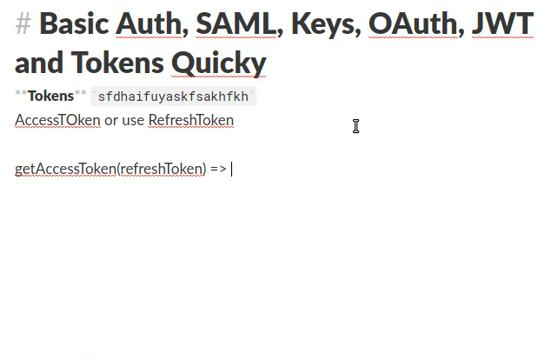 # Basic Auth, SAML, Keys, OAuth, JWT
and Tokens Quicky
**Tokens** `sfdhaifuyaskfsakhfkh`
AccessTOken or use RefreshToken
getAccessToken(refreshToken) =>